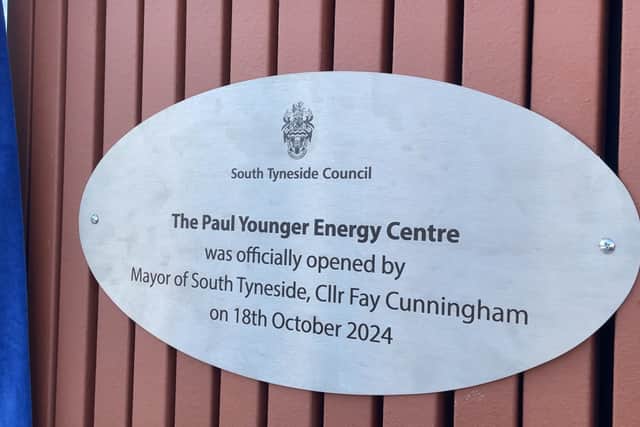 South Tyneside Council
The Paul Younger Energy Centre
was officially opened by
Mayor of South Tyneside, Cllr Fay Cunningham
on 18th October 2024